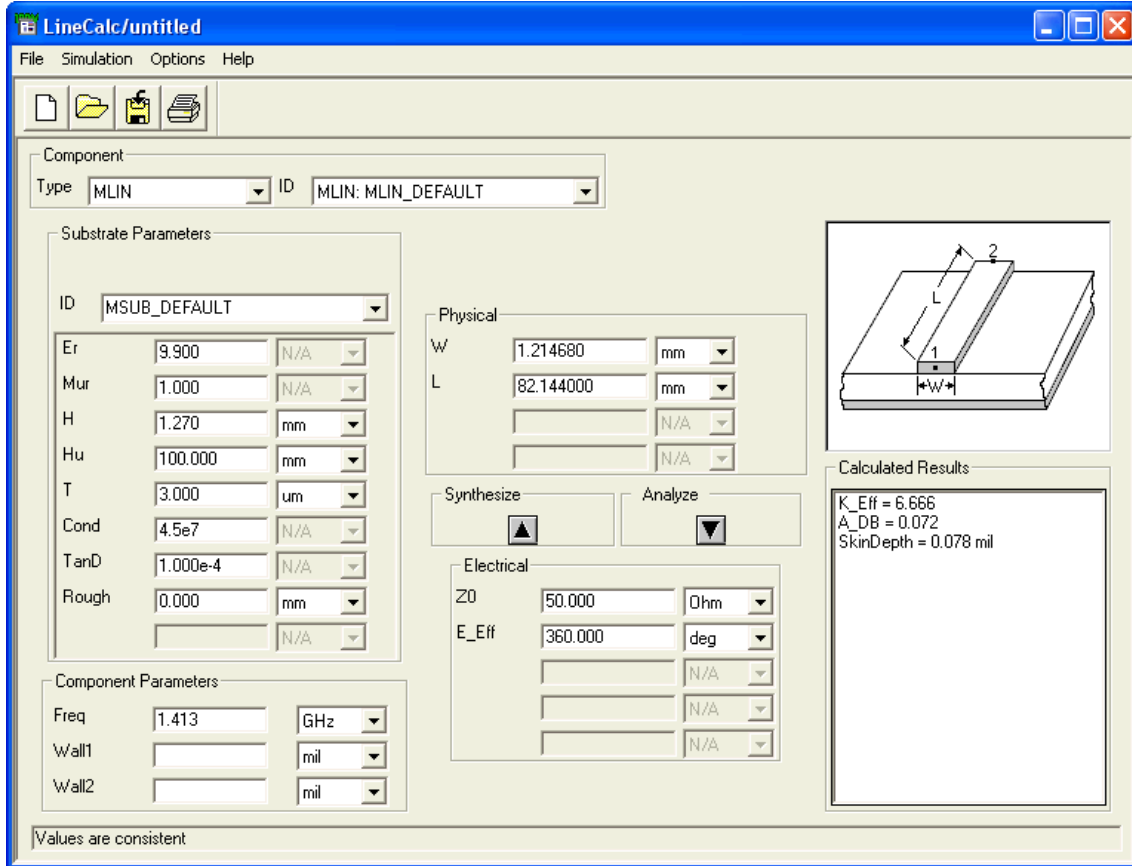 LineCalc/untitled
File Simulation Options Help
Component
Type MLIN ID MLIN: MLIN_DEFAULT
Substrate Parameters
ID MSUB_DEFAULT
Er 9.900 N/A
Mur 1.000 N/A
H 1.270 mm
Hu 100.000 mm
T 3.000 um
Cond 4.5e7 N/A
TanD 1.000e-4 N/A
Rough 0.000 mm
N/A
Component Parameters
Freq 1.413 GHz
Wall1 mil
Wall2 mil
Physical
W 1.214680 mm
L 82.144000 mm
N/A
N/A
Synthesize Analyze
Electrical
Z0 50.000 Ohm
E_Eff 360.000 deg
N/A
N/A
N/A
2
L
1
W
Calculated Results
K_Eff = 6.666
A_DB = 0.072
SkinDepth = 0.078 mil
Values are consistent